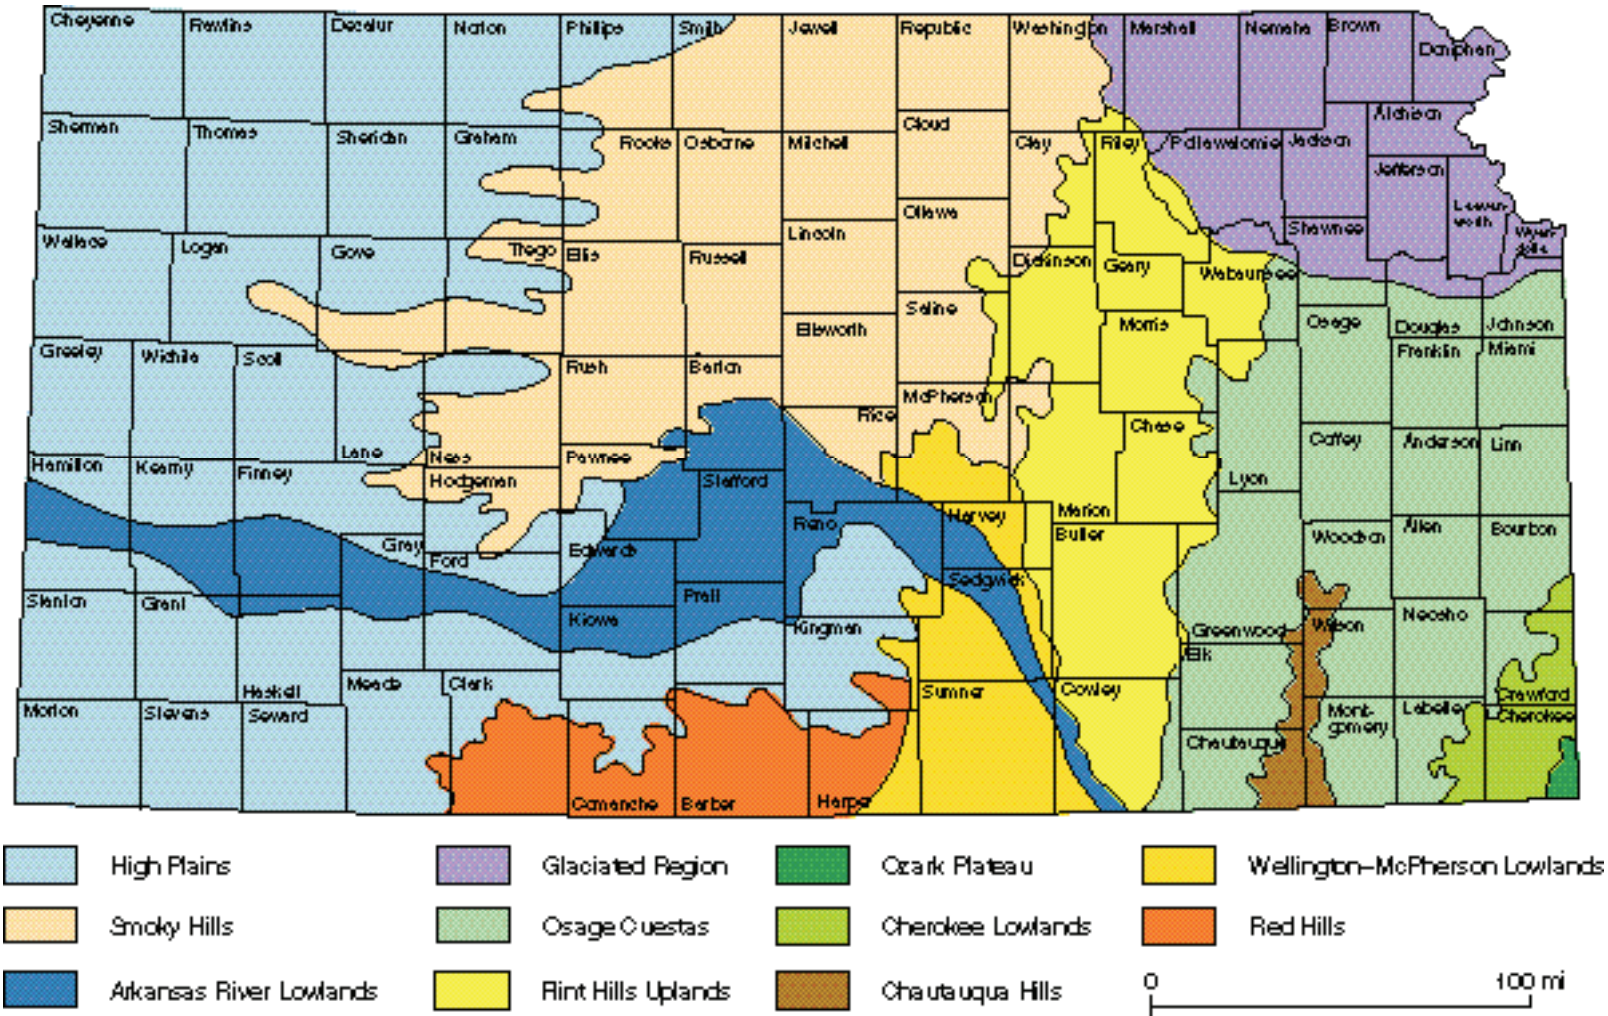 Cheyenne Rawlins Decatur Norton Phillips Smith Jewell Republic Washington Marshall Nemaha Brown
Doniphan
Sherman Thomas Sheridan Graham Rooks Osborne Mitchell Cloud Clay Riley Pottawatomie Jackson Atchison
Jefferson
Leaven-
worth
Wyan-
dotte
Wallace Logan Gove Trego Ellis Russell Lincoln Ottawa Dickinson Geary Wabaunsee Shawnee
Saline Morris Osage Douglas Johnson
Greeley Wichita Scott Lane Ness Rush Barton Ellsworth McPherson Chase Franklin Miami
Rice
Hamilton Kearny Finney Hodgeman Pawnee Stafford Marion Lyon Coffey Anderson Linn
Gray Ford Edwards Reno Harvey Butler Woodson Allen Bourbon
Stanton Grant Haskell Kiowa Pratt Kingman Sedgwick Greenwood Wilson Neosho
Elk
Crawford
Morton Stevens Seward Meade Clark Comanche Barber Harper Sumner Cowley Chautauqua
Mont-
gomery
Labette Cherokee
High Plains
Glaciated Region
Ozark Plateau
Wellington–McPherson Lowlands
Smoky Hills
Osage Cuestas
Cherokee Lowlands
Red Hills
Arkansas River Lowlands
Flint Hills Uplands
Chautauqua Hills
0 100 mi